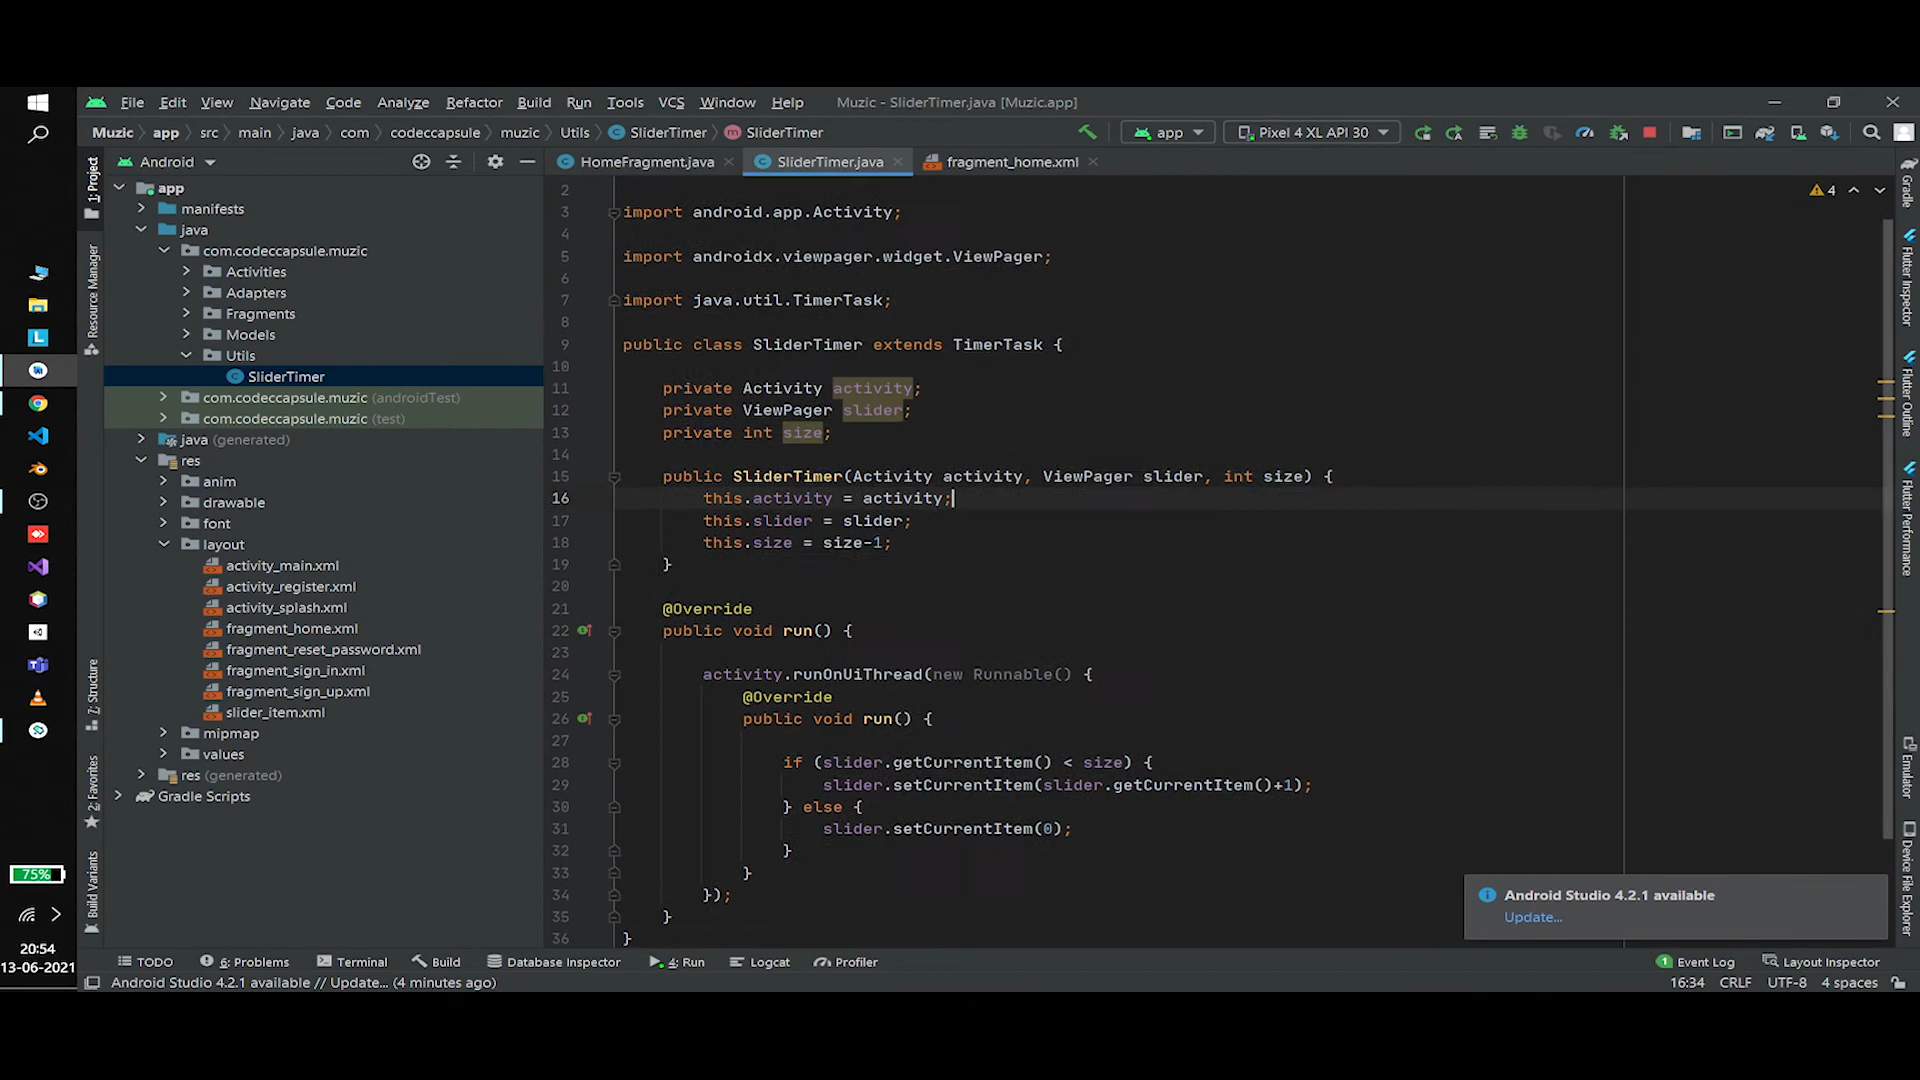 File Edit View Navigate Code Analyze Refactor Build Run Tools VCS Window Help Muzic - SliderTimer.java [Muzic.app]
Muzic app src main java com codeccapsule muzic Utils SliderTimer SliderTimer app Pixel 4 XL API 30
Android
HomeFragment.java SliderTimer.java fragment_home.xml
1: Project
Resource Manager
7: Structure
2: Favorites
Build Variants
app
manifests
java
com.codeccapsule.muzic
Activities
Adapters
Fragments
Models
Utils
SliderTimer
com.codeccapsule.muzic (androidTest)
com.codeccapsule.muzic (test)
java (generated)
res
anim
drawable
font
layout
activity_main.xml
activity_register.xml
activity_splash.xml
fragment_home.xml
fragment_reset_password.xml
fragment_sign_in.xml
fragment_sign_up.xml
slider_item.xml
mipmap
values
res (generated)
Gradle Scripts
4
2
3 import android.app.Activity;
4
5 import androidx.viewpager.widget.ViewPager;
6
7 import java.util.TimerTask;
8
9 public class SliderTimer extends TimerTask {
10
11 private Activity activity;
12 private ViewPager slider;
13 private int size;
14
15 public SliderTimer(Activity activity, ViewPager slider, int size) {
16 this.activity = activity;
17 this.slider = slider;
18 this.size = size-1;
19 }
20
21 @Override
22 public void run() {
23
24 activity.runOnUiThread(new Runnable() {
25 @Override
26 public void run() {
27
28 if (slider.getCurrentItem() < size) {
29 slider.setCurrentItem(slider.getCurrentItem()+1);
30 } else {
31 slider.setCurrentItem(0);
32 }
33 }
34 });
35 }
36 }
Gradle
Flutter Inspector
Flutter Outline
Flutter Performance
Emulator
Device File Explorer
Android Studio 4.2.1 available
Update...
75%
20:54
13-06-2021
TODO 6: Problems Terminal Build Database Inspector 4: Run Logcat Profiler 1 Event Log Layout Inspector
Android Studio 4.2.1 available // Update... (4 minutes ago) 16:34 CRLF UTF-8 4 spaces